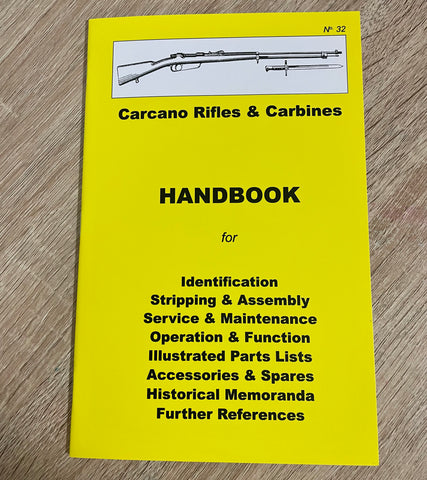 Nº 32
Carcano Rifles & Carbines
HANDBOOK
for
Identification
Stripping & Assembly
Service & Maintenance
Operation & Function
Illustrated Parts Lists
Accessories & Spares
Historical Memoranda
Further References